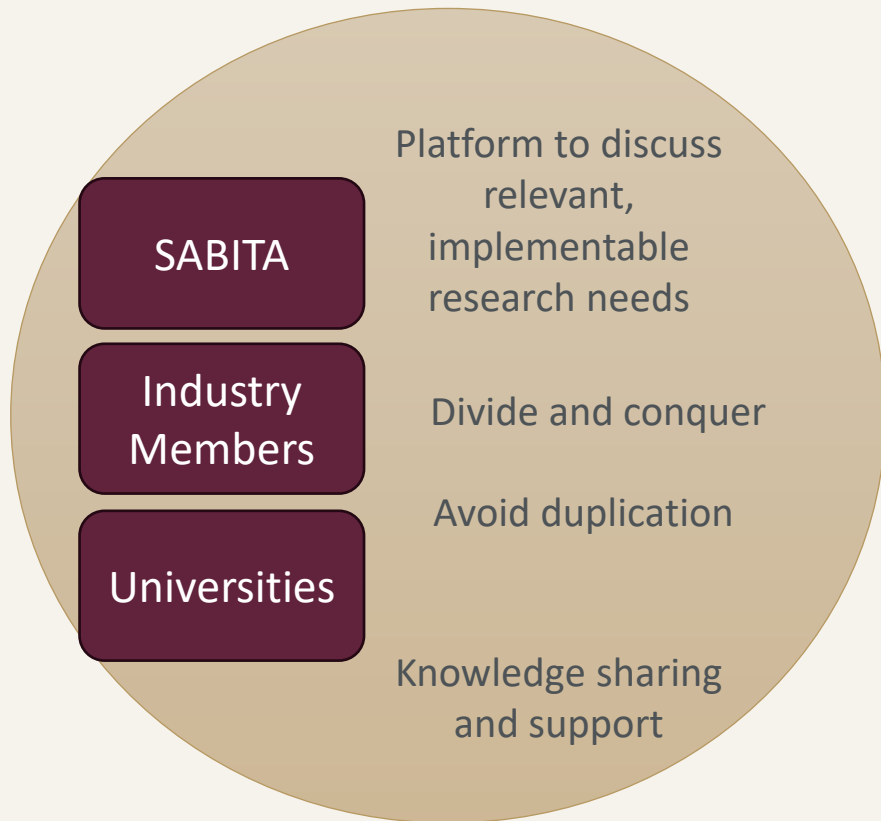 SABITA
Industry
Members
Universities
Platform to discuss
relevant,
implementable
research needs
Divide and conquer
Avoid duplication
Knowledge sharing
and support